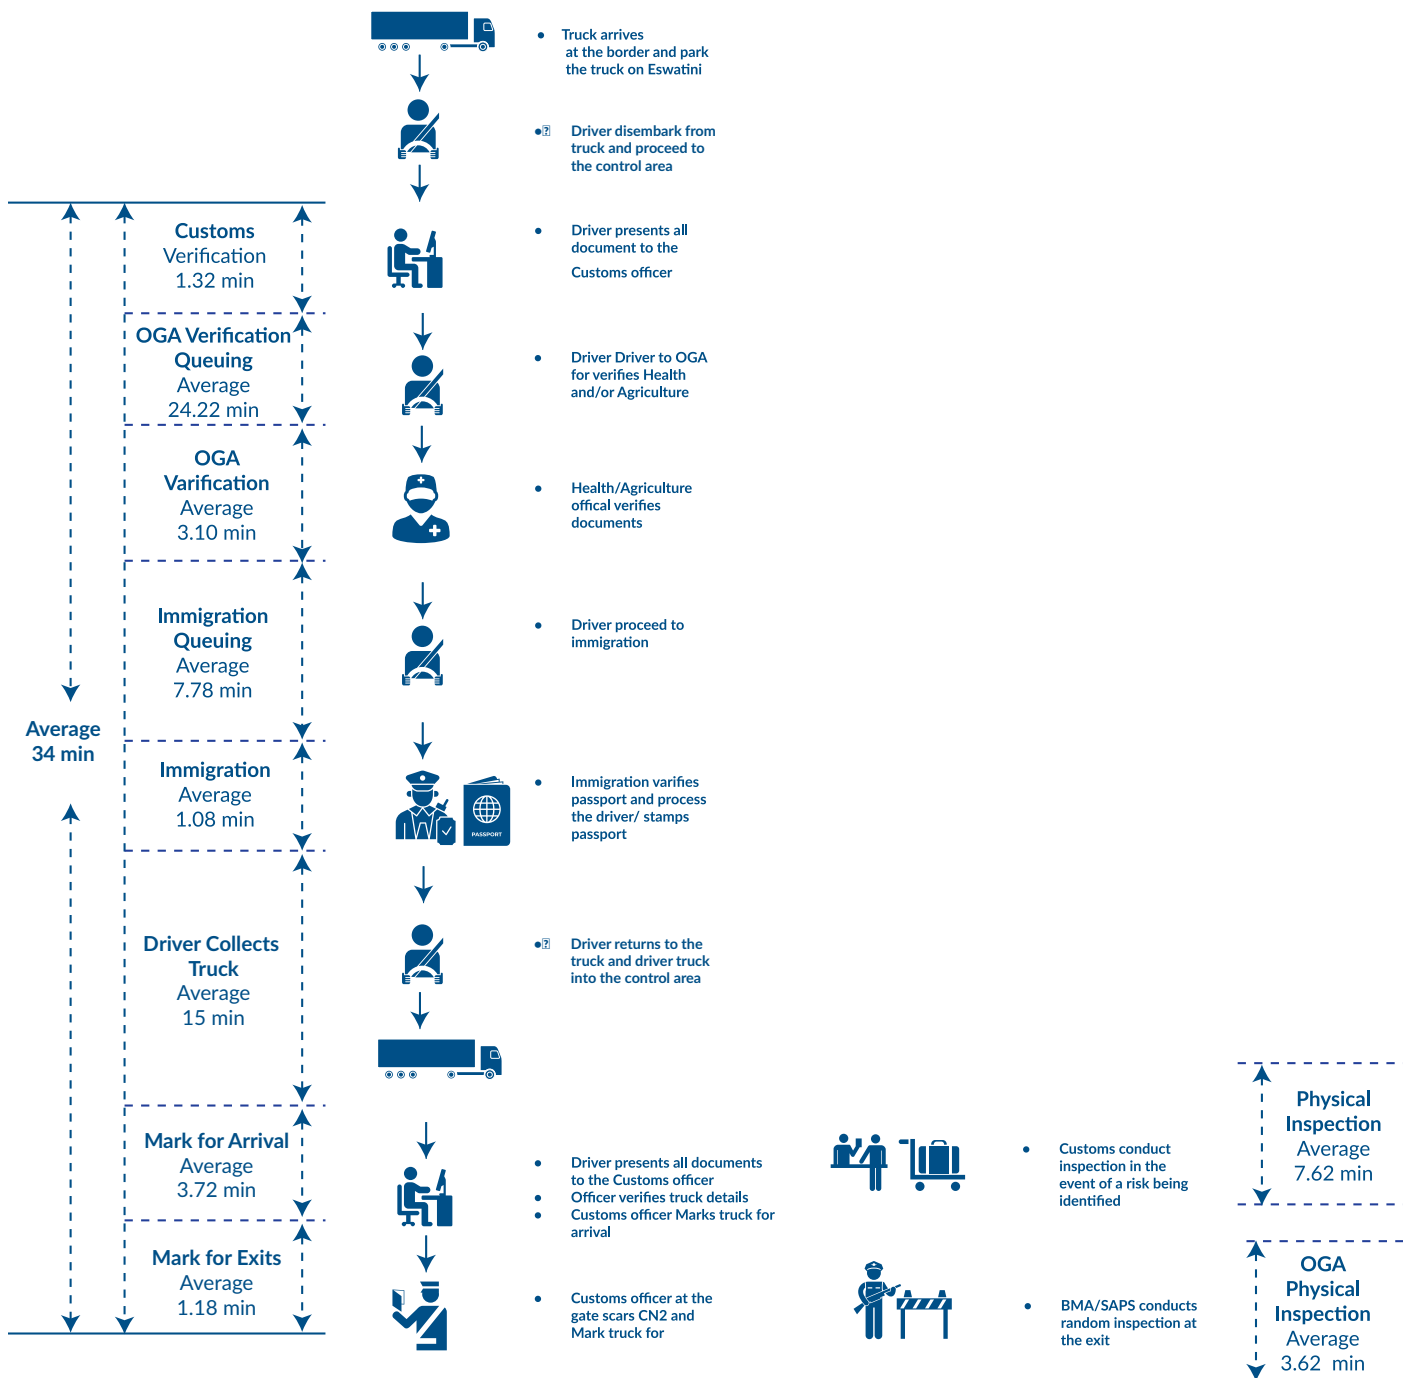 Truck arrives
at the border and park
the truck on Eswatini
Driver disembark from
truck and proceed to
the control area
Customs
Verification
1.32 min
Driver presents all
document to the
Customs officer
OGA Verification
Queuing
Average
24.22 min
Driver Driver to OGA
for verifies Health
and/or Agriculture
OGA
Varification
Average
3.10 min
Health/Agriculture
offical verifies
documents
Immigration
Queuing
Average
7.78 min
Driver proceed to
immigration
Average
34 min
Immigration
Average
1.08 min
PASSPORT
Immigration varifies
passport and process
the driver/ stamps
passport
Driver Collects
Truck
Average
15 min
Driver returns to the
truck and driver truck
into the control area
Mark for Arrival
Average
3.72 min
Driver presents all documents
to the Customs officer
Officer verifies truck details
Customs officer Marks truck for
arrival
Customs conduct
inspection in the
event of a risk being
identified
Physical
Inspection
Average
7.62 min
Mark for Exits
Average
1.18 min
Customs officer at the
gate scars CN2 and
Mark truck for
BMA/SAPS conducts
random inspection at
the exit
OGA
Physical
Inspection
Average
3.62 min